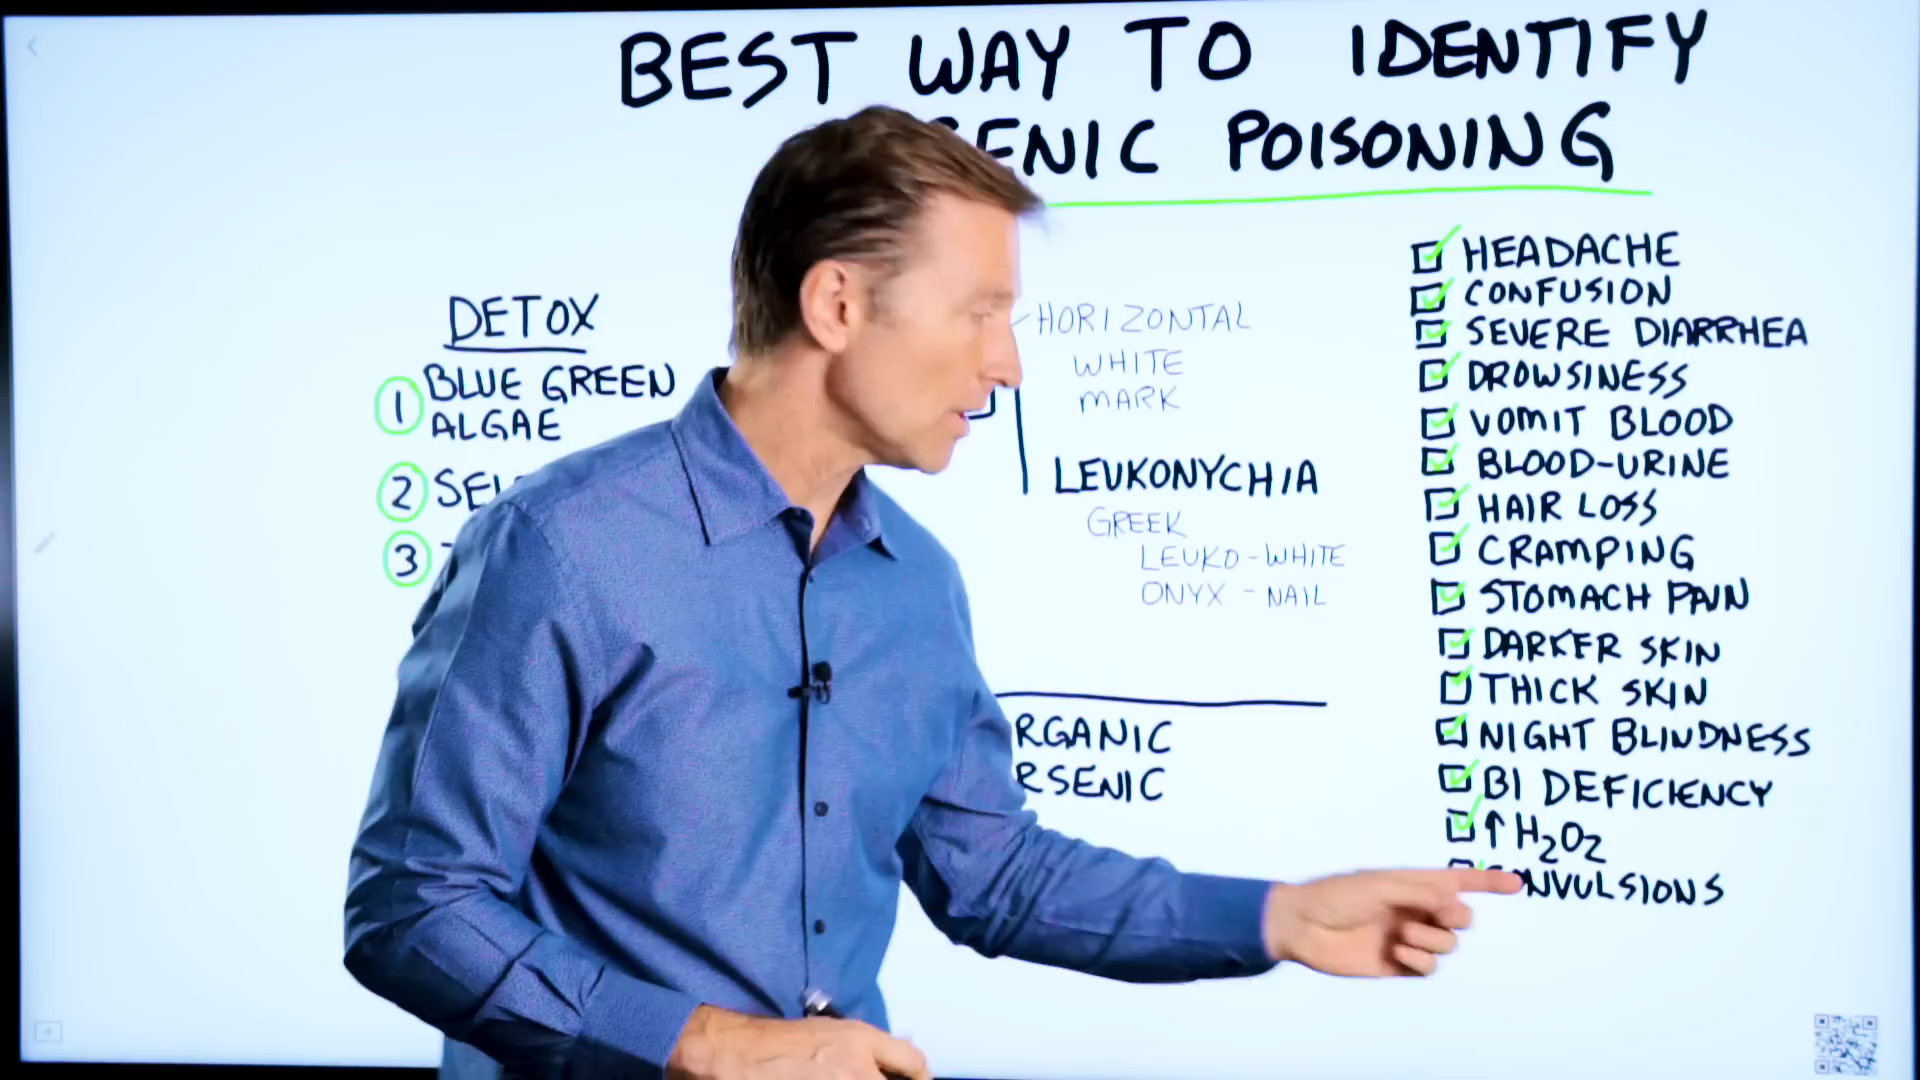 BEST WAY TO IDENTIFY
POISONING
DETOX
1 BLUE GREEN
ALGAE
2
3
HORIZONTAL
WHITE
MARK
LEUKONYCHIA
GREEK
LEUKO-WHITE
ONYX - NAIL
HEADACHE
CONFUSION
SEVERE DIARRHEA
DROWSINESS
VOMIT BLOOD
BLOOD-URINE
HAIR LOSS
CRAMPING
STOMACH PAIN
DARKER SKIN
THICK SKIN
NIGHT BLINDNESS
B1 DEFICIENCY
↑ H₂O₂